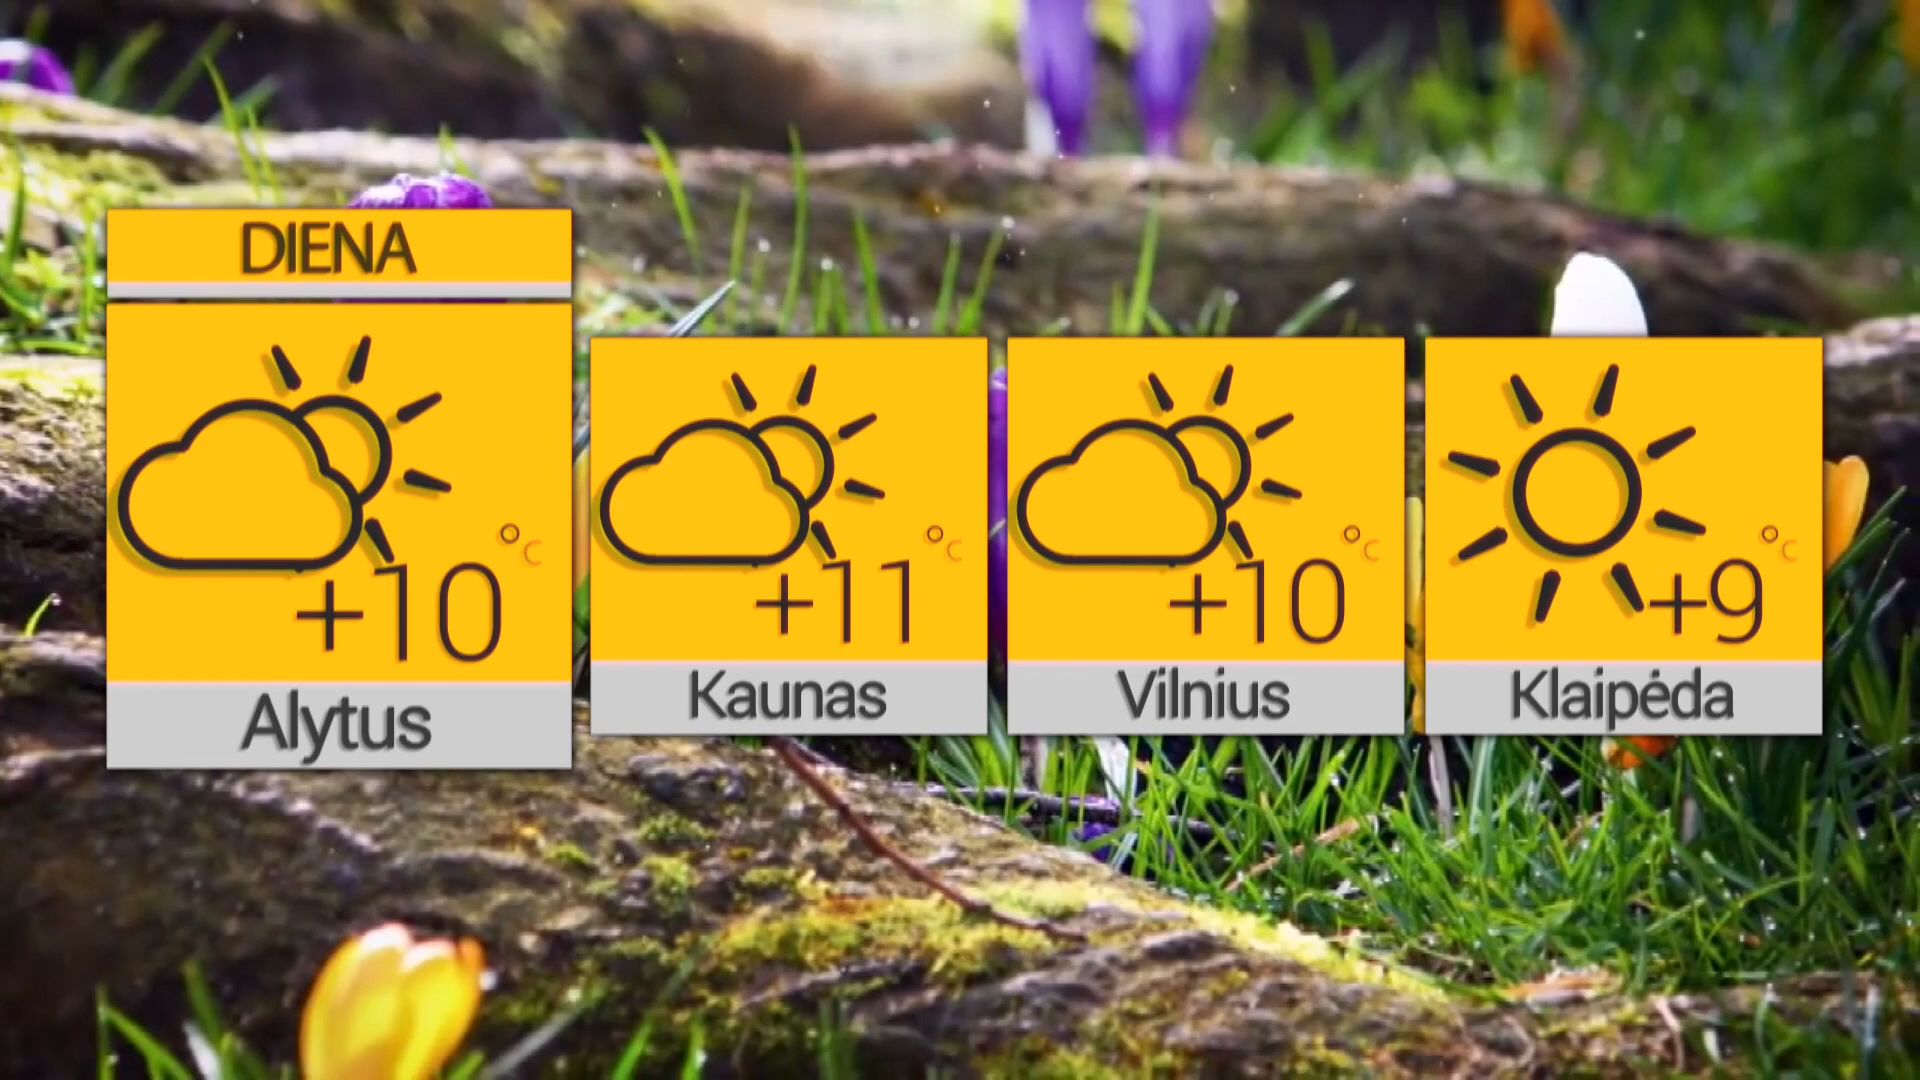 DIENA
+10 °C
Alytus
+11 °C
Kaunas
+10 °C
Vilnius
+9 °C
Klaipėda